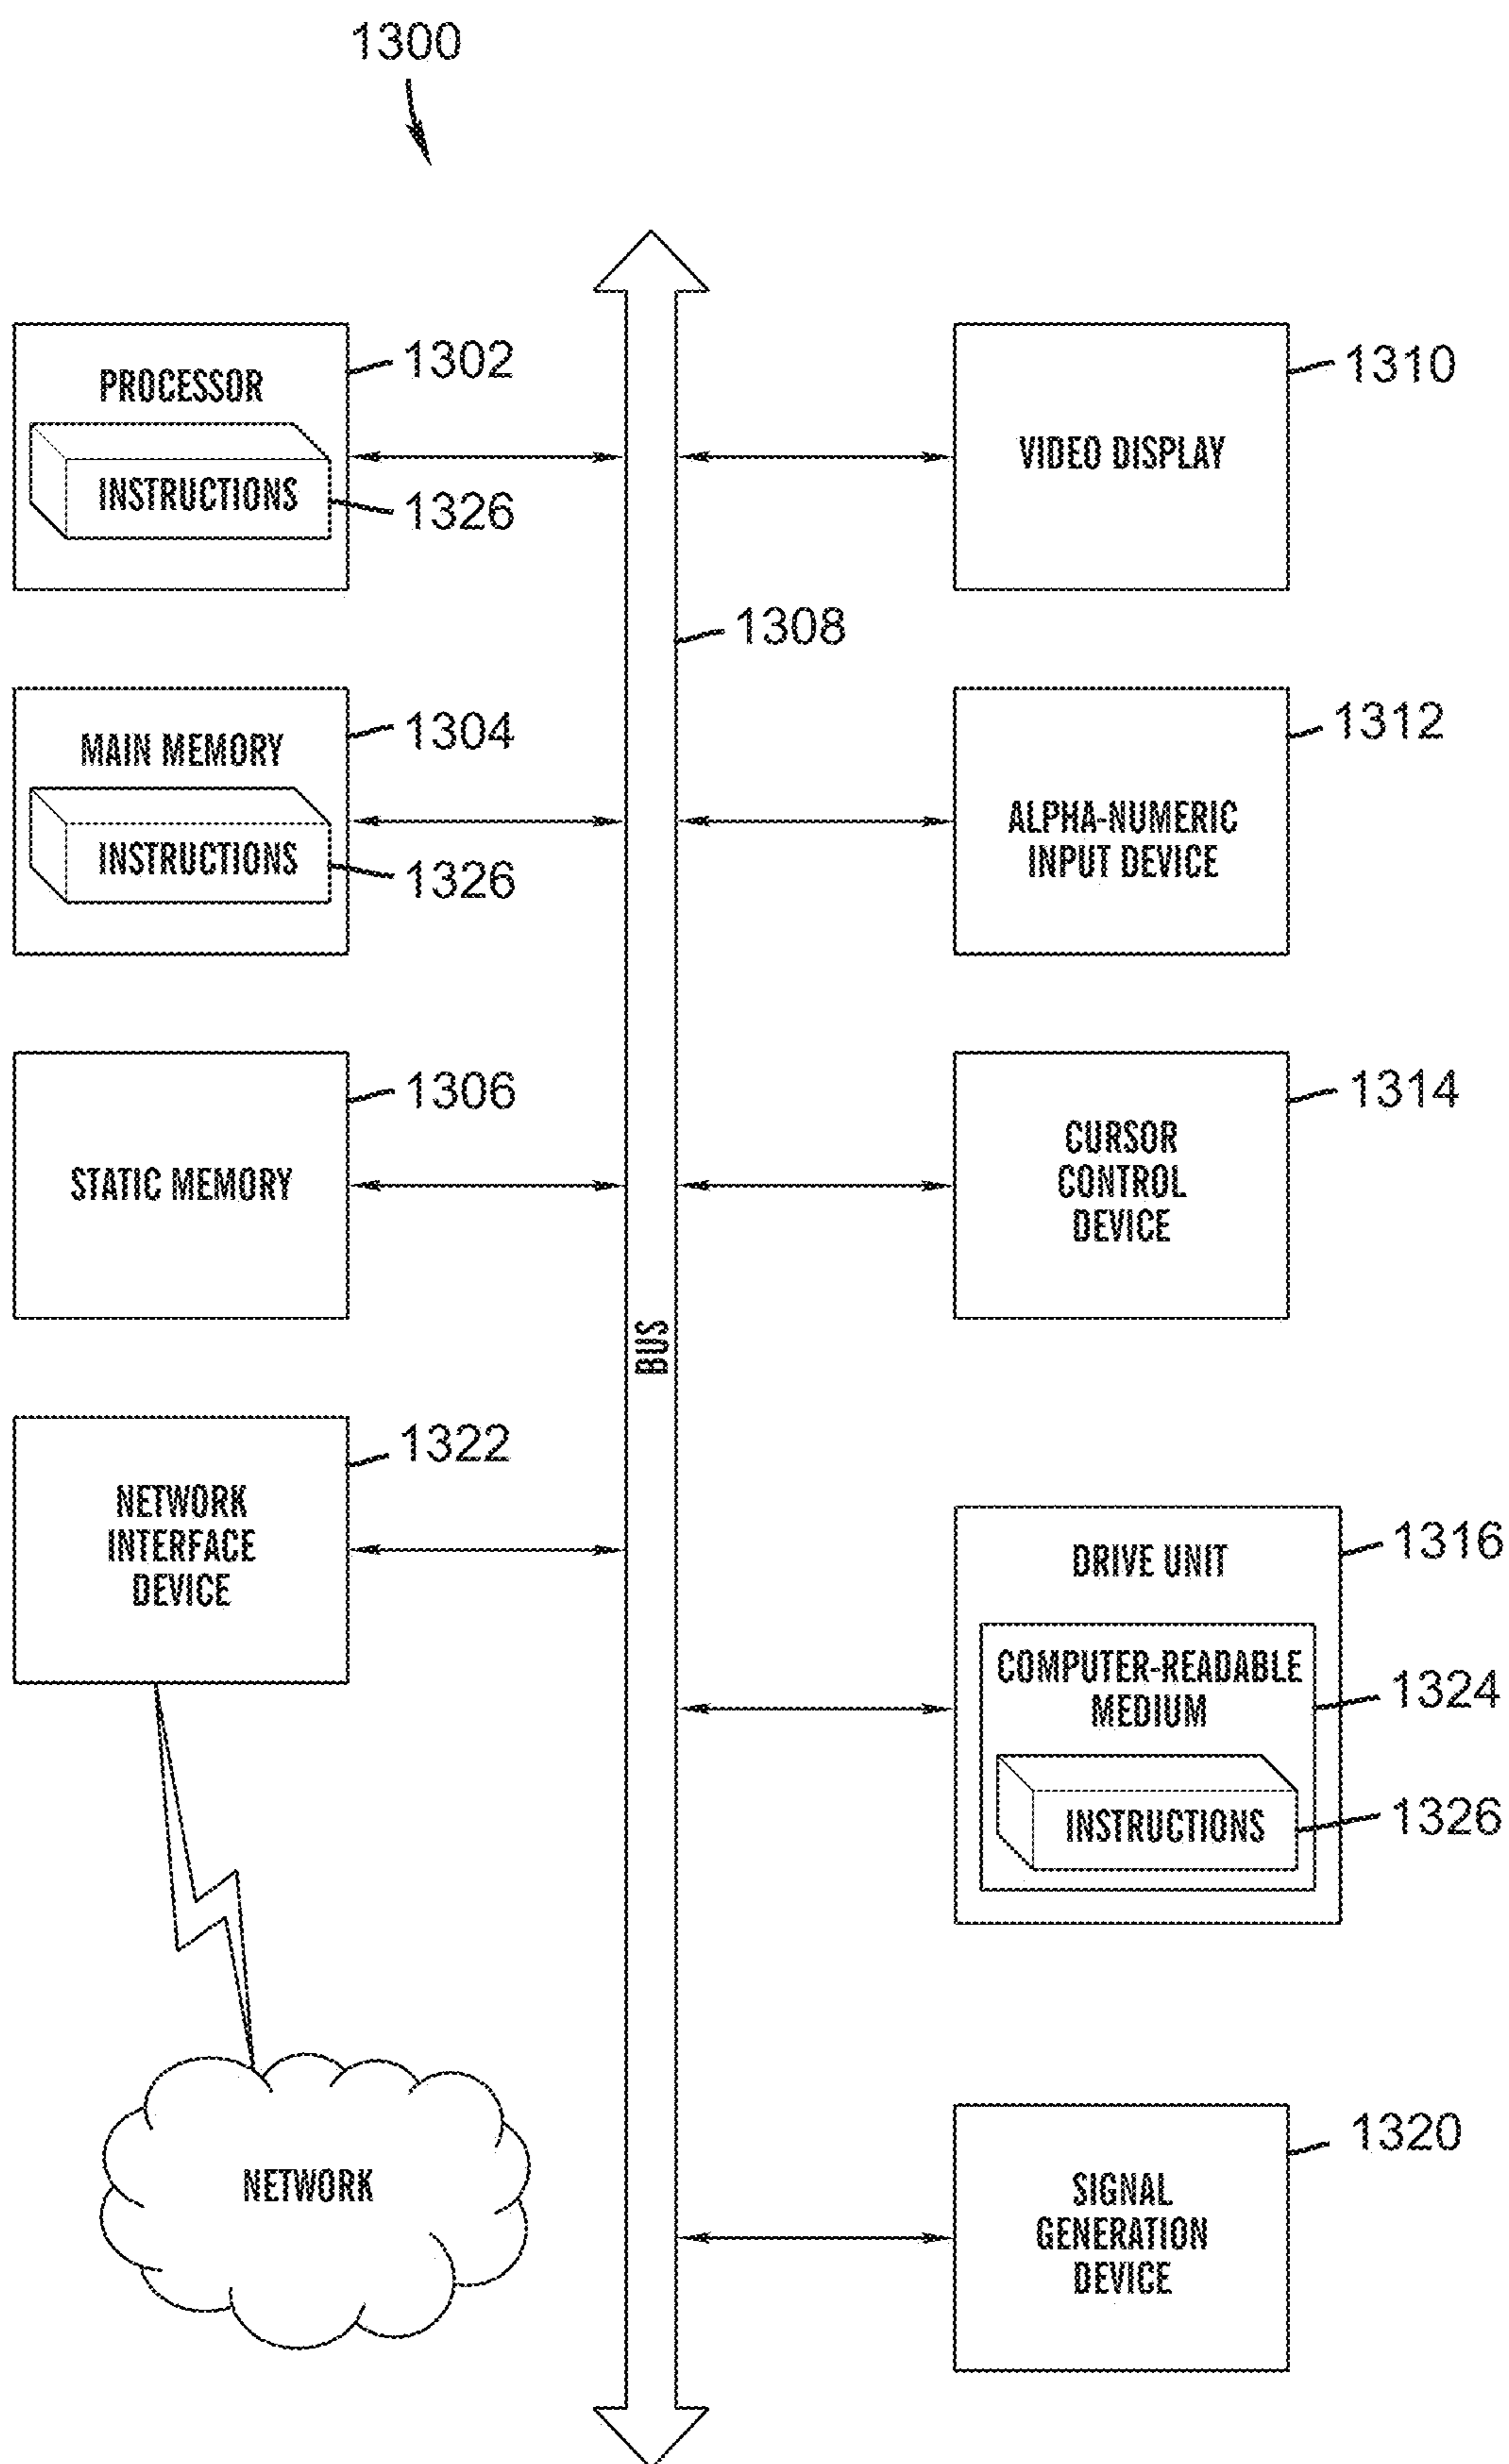 1300
PROCESSOR
1302
INSTRUCTIONS
1326
MAIN MEMORY
1304
INSTRUCTIONS
1326
STATIC MEMORY
1306
NETWORK
INTERFACE
DEVICE
1322
NETWORK
BUS
1308
VIDEO DISPLAY
1310
ALPHA-NUMERIC
INPUT DEVICE
1312
CURSOR
CONTROL
DEVICE
1314
DRIVE UNIT
1316
COMPUTER-READABLE
MEDIUM
1324
INSTRUCTIONS
1326
SIGNAL
GENERATION
DEVICE
1320